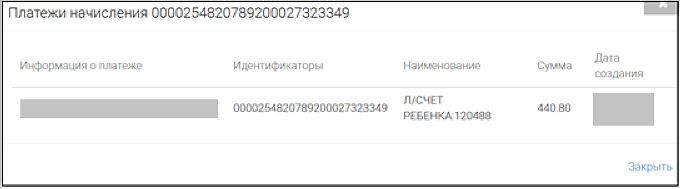 Платежи начисления 0000254820789200027323349
Информация о платеже Идентификаторы Наименование Сумма Дата создания
0000254820789200027323349 Л/СЧЕТ РЕБЕНКА:120488 440.80
Закрыть